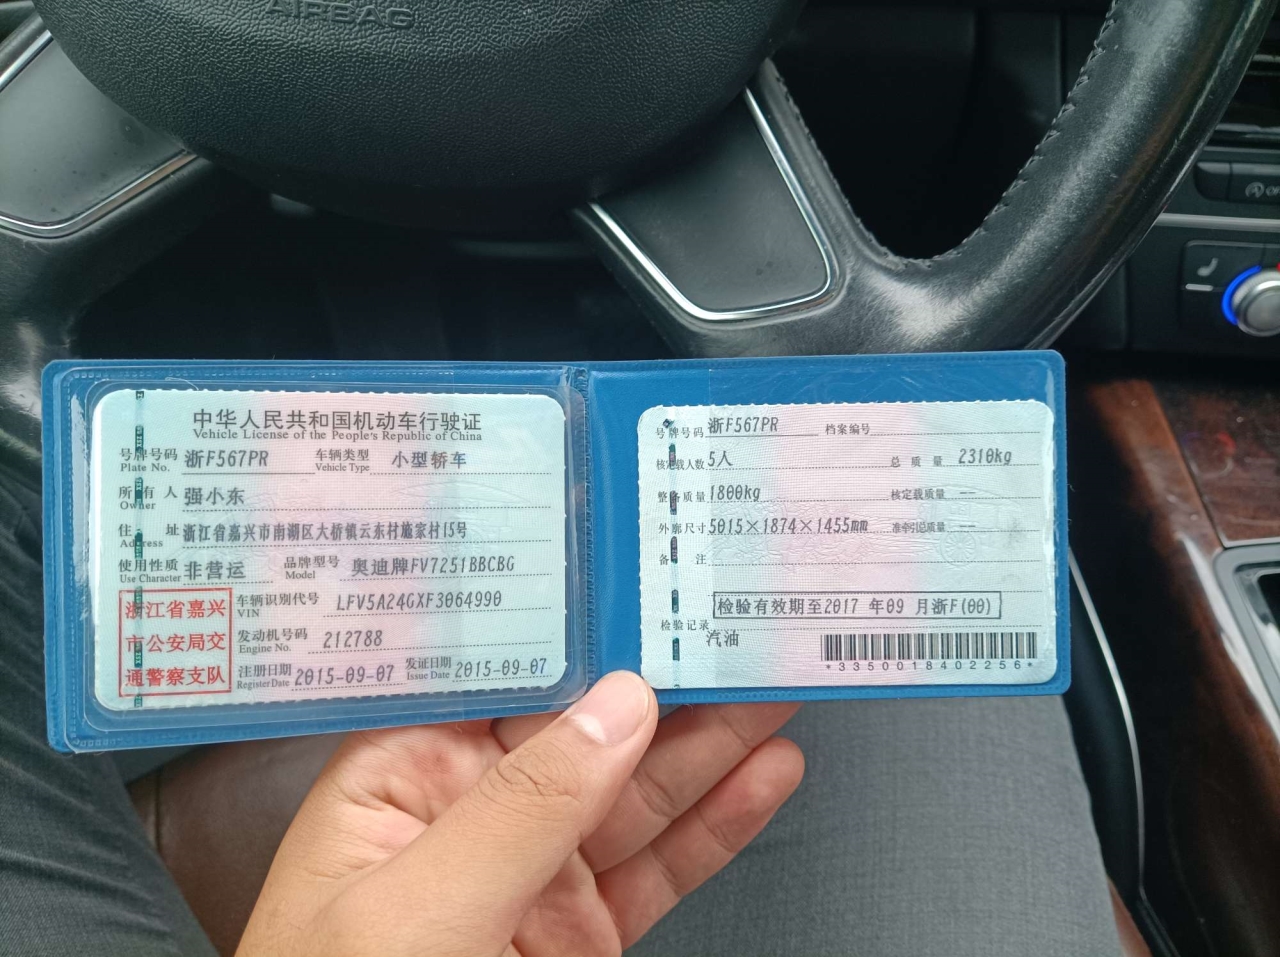 AIRBAG
中华人民共和国机动车行驶证
Vehicle License of the People's Republic of China
号牌号码 浙F567PR 车辆类型 小型轿车
Plate No. Vehicle Type
所有人 强小东
Owner
住址 浙江省嘉兴市南湖区大桥镇云东村施家村15号
Address
使用性质 非营运 品牌型号 奥迪牌FV7251BBCBG
Use Character Model
浙江省嘉兴
市公安局交
通警察支队
车辆识别代号 LFV5A24GXF3064990
VIN
发动机号码 212788
Engine No.
注册日期 2015-09-07 发证日期 2015-09-07
Register Date Issue Date
号牌号码 浙F567PR 档案编号
核定载人数 5人 总质量 2310kg
整备质量 1800kg 核定载质量 --
外廓尺寸 5015×1874×1455mm 准牵引总质量 --
备注
检验有效期至2017 年09 月浙F(00)
检验记录
汽油
*3350018402256*